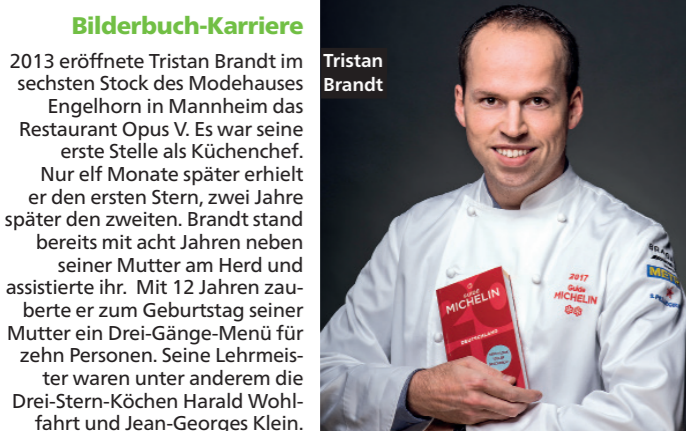 Bilderbuch-Karriere
2013 eröffnete Tristan Brandt im
sechsten Stock des Modehauses
Engelhorn in Mannheim das
Restaurant Opus V. Es war seine
erste Stelle als Küchenchef.
Nur elf Monate später erhielt
er den ersten Stern, zwei Jahre
später den zweiten. Brandt stand
bereits mit acht Jahren neben
seiner Mutter am Herd und
assistierte ihr. Mit 12 Jahren zau-
berte er zum Geburtstag seiner
Mutter ein Drei-Gänge-Menü für
zehn Personen. Seine Lehrmeis-
ter waren unter anderem die
Drei-Stern-Köchen Harald Wohl-
fahrt und Jean-Georges Klein.
Tristan
Brandt
GUIDE
MICHELIN
DEUTSCHLAND
2017
Guide
MICHELIN